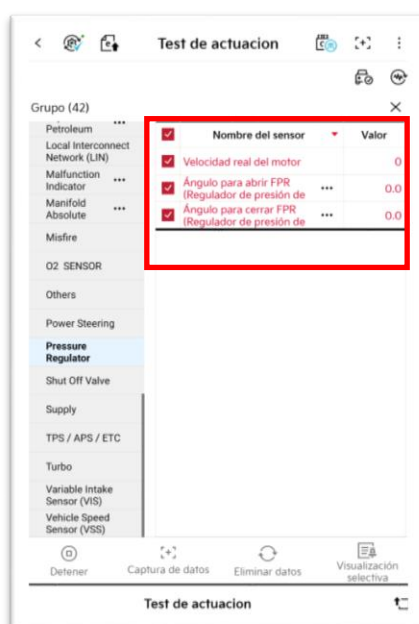 Test de actuacion
Grupo (42)
Petroleum
Local Interconnect
Network (LIN)
Malfunction
Indicator
Manifold
Absolute
Misfire
O2 SENSOR
Others
Power Steering
Pressure
Regulator
Shut Off Valve
Supply
TPS / APS / ETC
Turbo
Variable Intake
Sensor (VIS)
Vehicle Speed
Sensor (VSS)
Nombre del sensor Valor
Velocidad real del motor 0
Ángulo para abrir FPR
(Regulador de presión de 0.0
Ángulo para cerrar FPR
(Regulador de presión de 0.0
Detener
Captura de datos
Eliminar datos
Visualización
selectiva
Test de actuacion